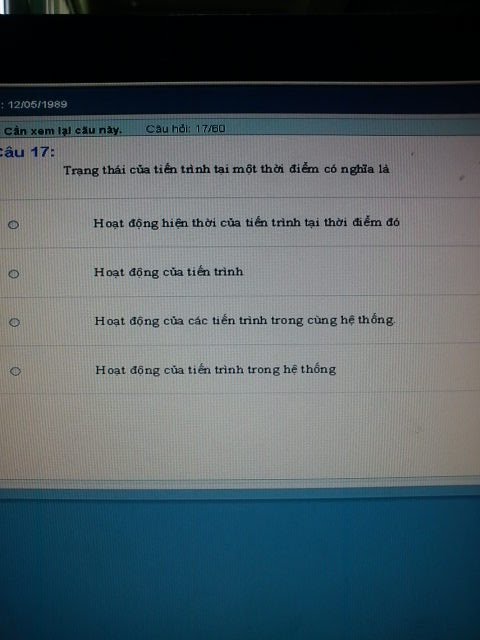 : 12/05/1989
Cần xem lại câu này. Câu hỏi: 17/60
Câu 17:
Trạng thái của tiến trình tại một thời điểm có nghĩa là
Hoạt động hiện thời của tiến trình tại thời điểm đó
Hoạt động của tiến trình
Hoạt động của các tiến trình trong cùng hệ thống.
Hoạt động của tiến trình trong hệ thống